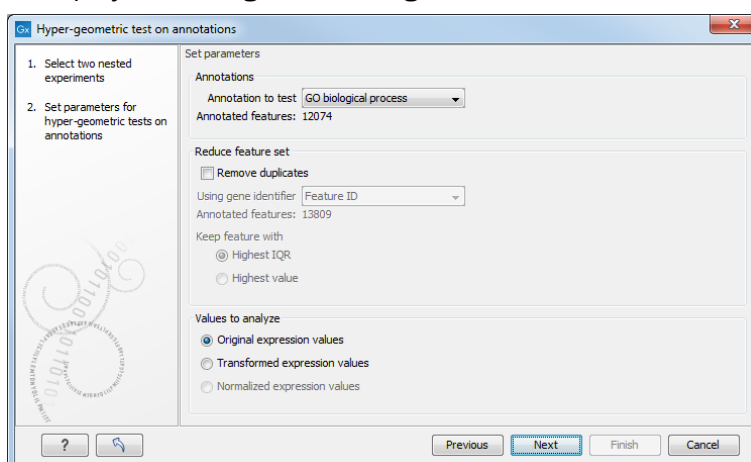 Gx Hyper-geometric test on annotations
1. Select two nested
experiments
2. Set parameters for
hyper-geometric tests on
annotations
Set parameters
Annotations
Annotation to test GO biological process
Annotated features: 12074
Reduce feature set
Remove duplicates
Using gene identifier Feature ID
Annotated features: 13809
Keep feature with
Highest IQR
Highest value
Values to analyze
Original expression values
Transformed expression values
Normalized expression values
? Previous Next Finish Cancel